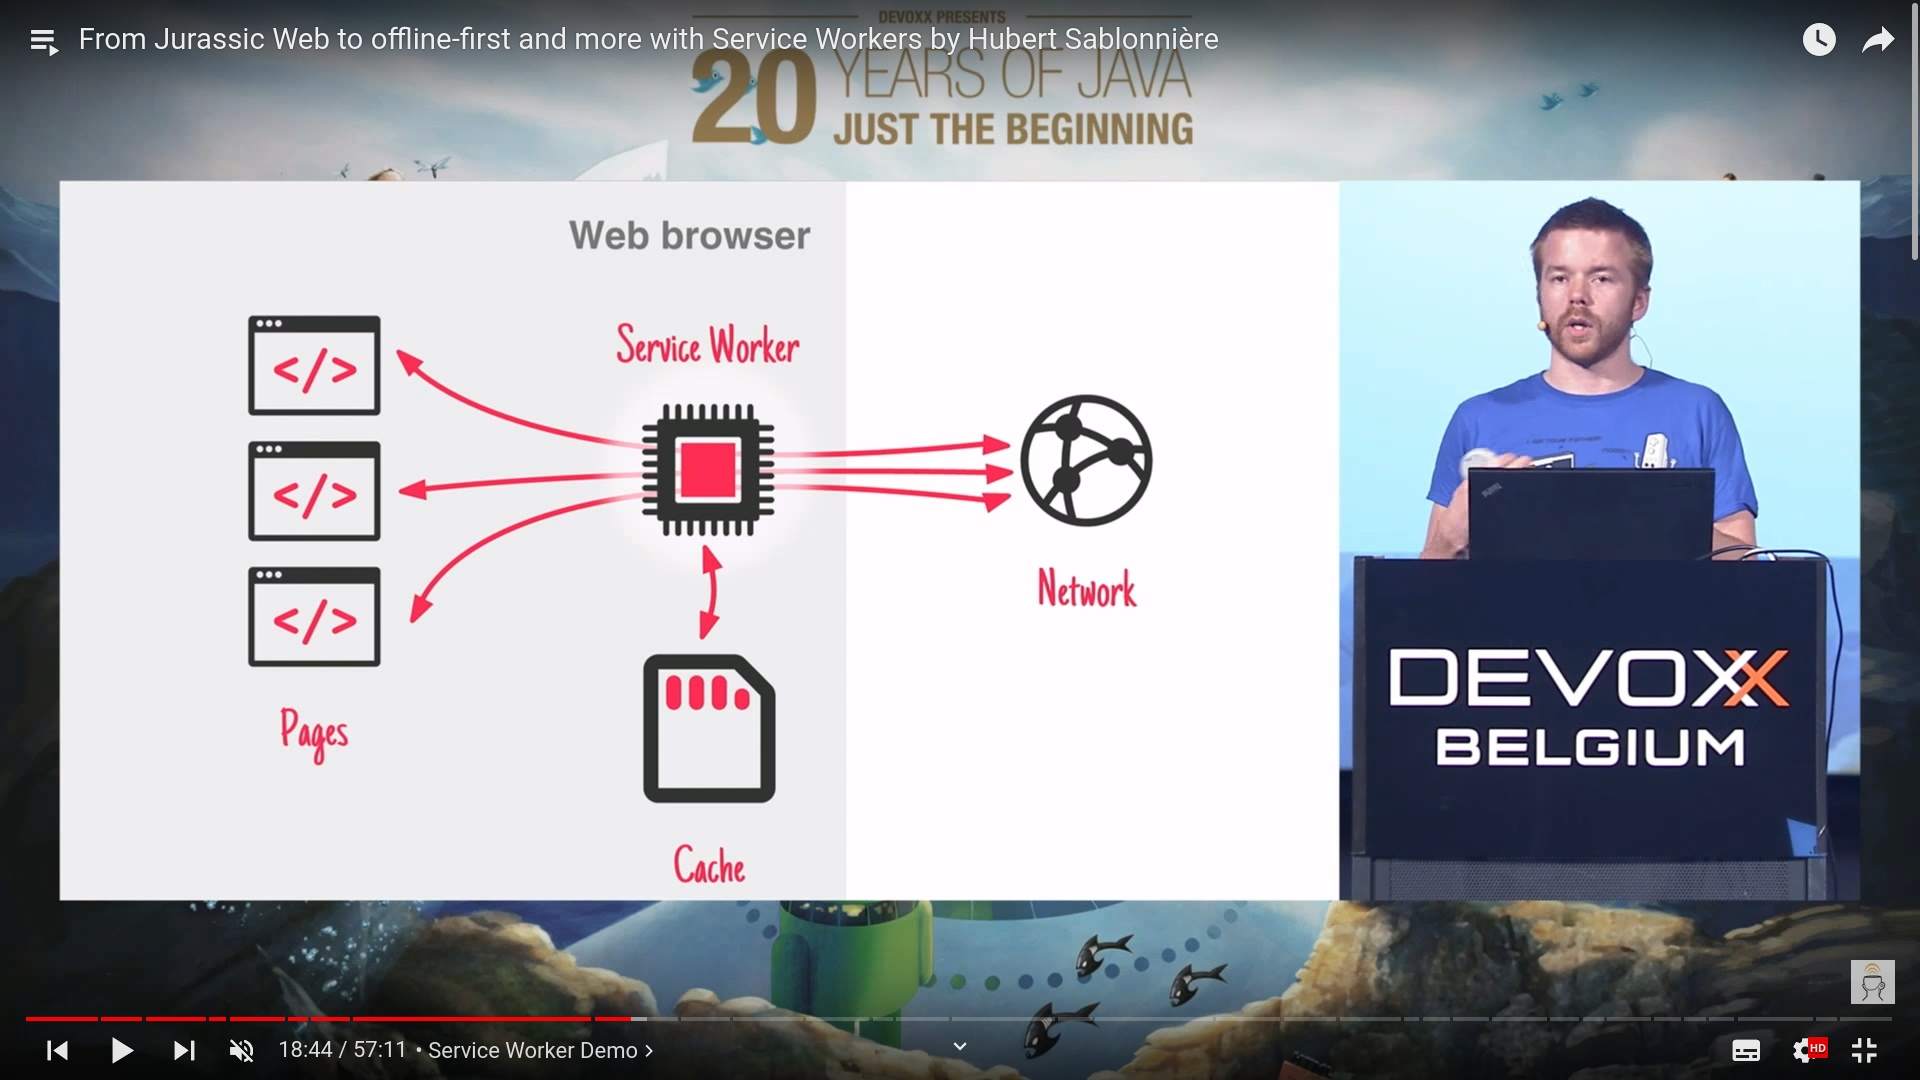 DEVOXX PRESENTS
From Jurassic Web to offline-first and more with Service Workers by Hubert Sablonnière
20 YEARS OF JAVA
JUST THE BEGINNING
Web browser
Service Worker
</>
</>
</>
Pages
Cache
Network
DEVOXX
BELGIUM
18:44 / 57:11 • Service Worker Demo >
HD